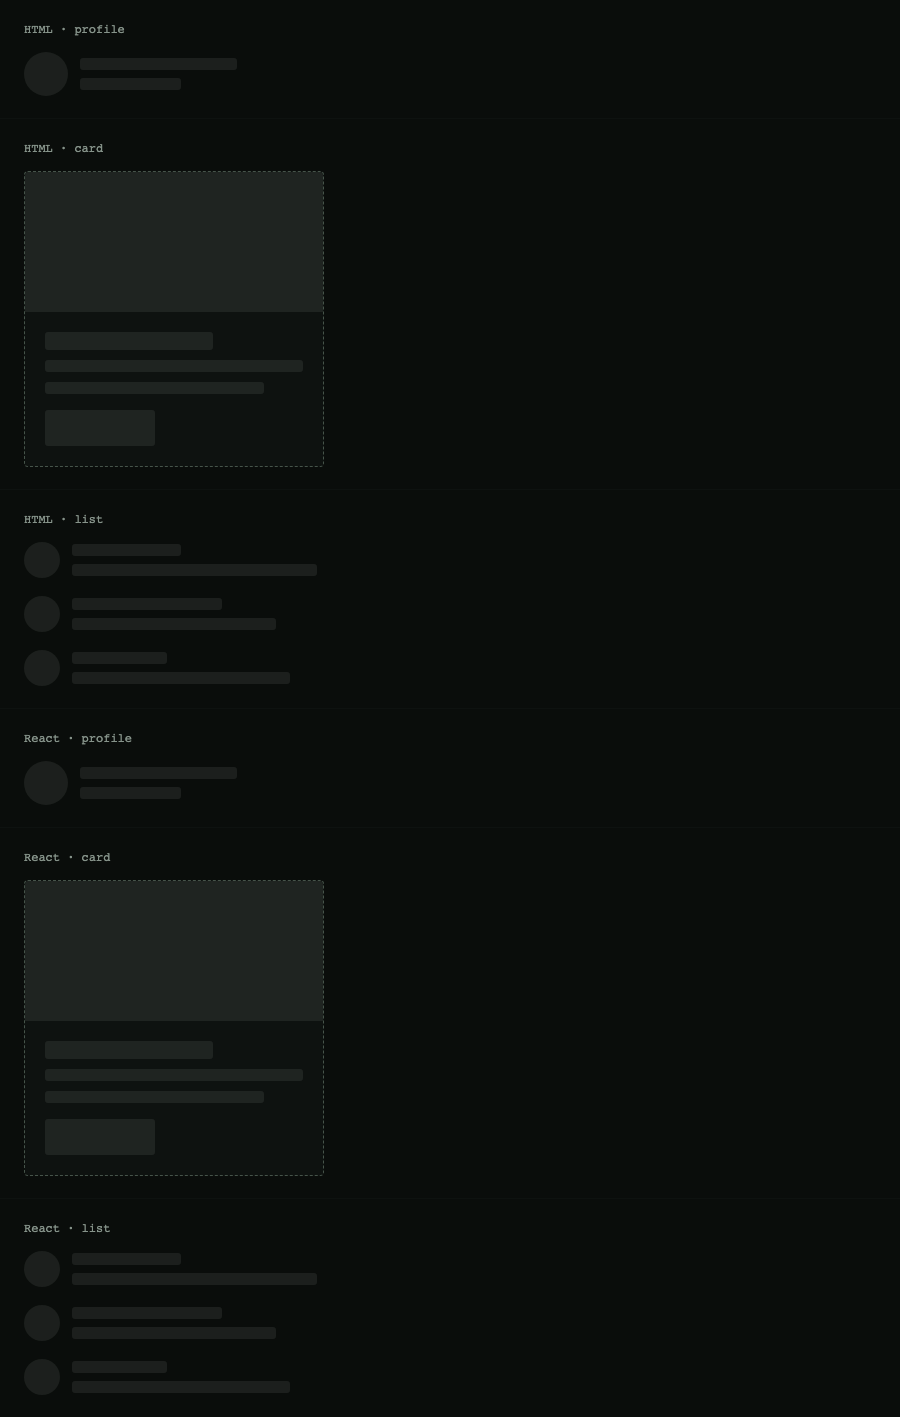 HTML · profile
HTML · card
HTML · list
React · profile
React · card
React · list